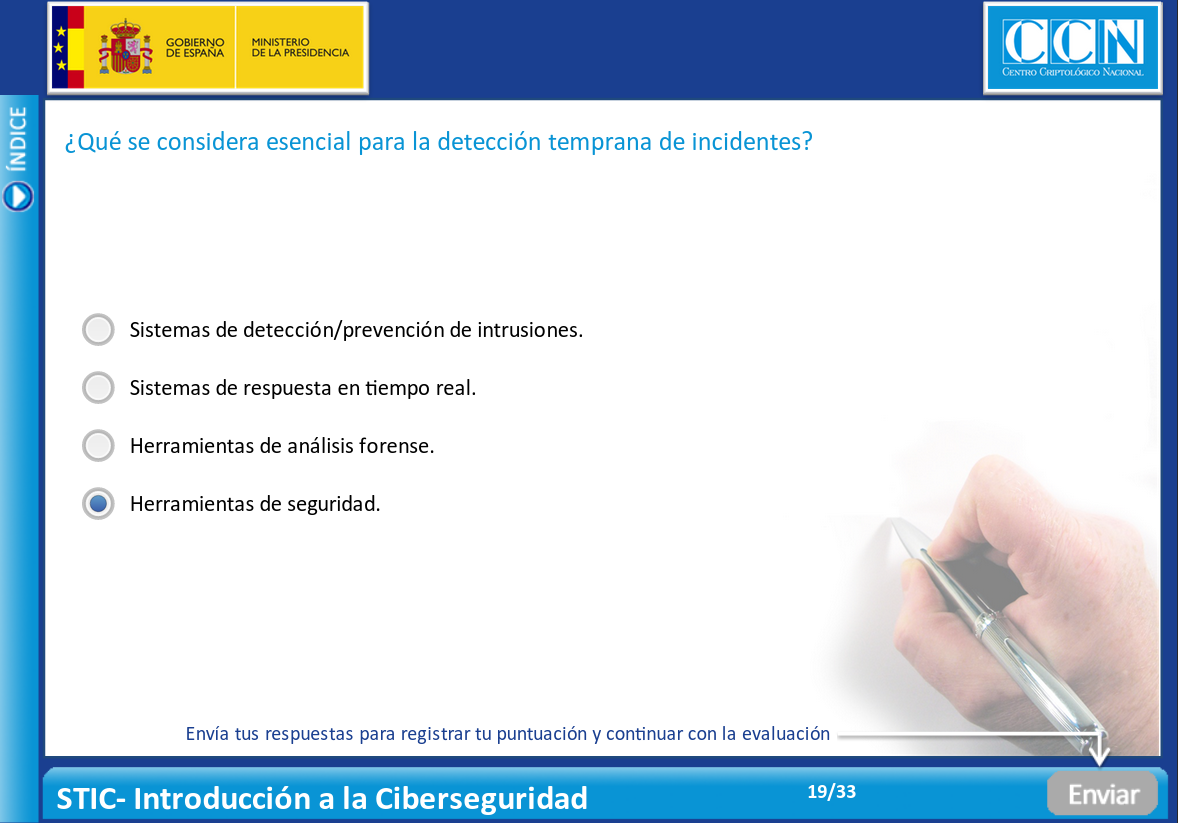 GOBIERNO
DE ESPAÑA
MINISTERIO
DE LA PRESIDENCIA
CCN
CENTRO CRIPTOLÓGICO NACIONAL
ÍNDICE
¿Qué se considera esencial para la detección temprana de incidentes?
Sistemas de detección/prevención de intrusiones.
Sistemas de respuesta en tiempo real.
Herramientas de análisis forense.
Herramientas de seguridad.
Envía tus respuestas para registrar tu puntuación y continuar con la evaluación
STIC- Introducción a la Ciberseguridad
19/33
Enviar